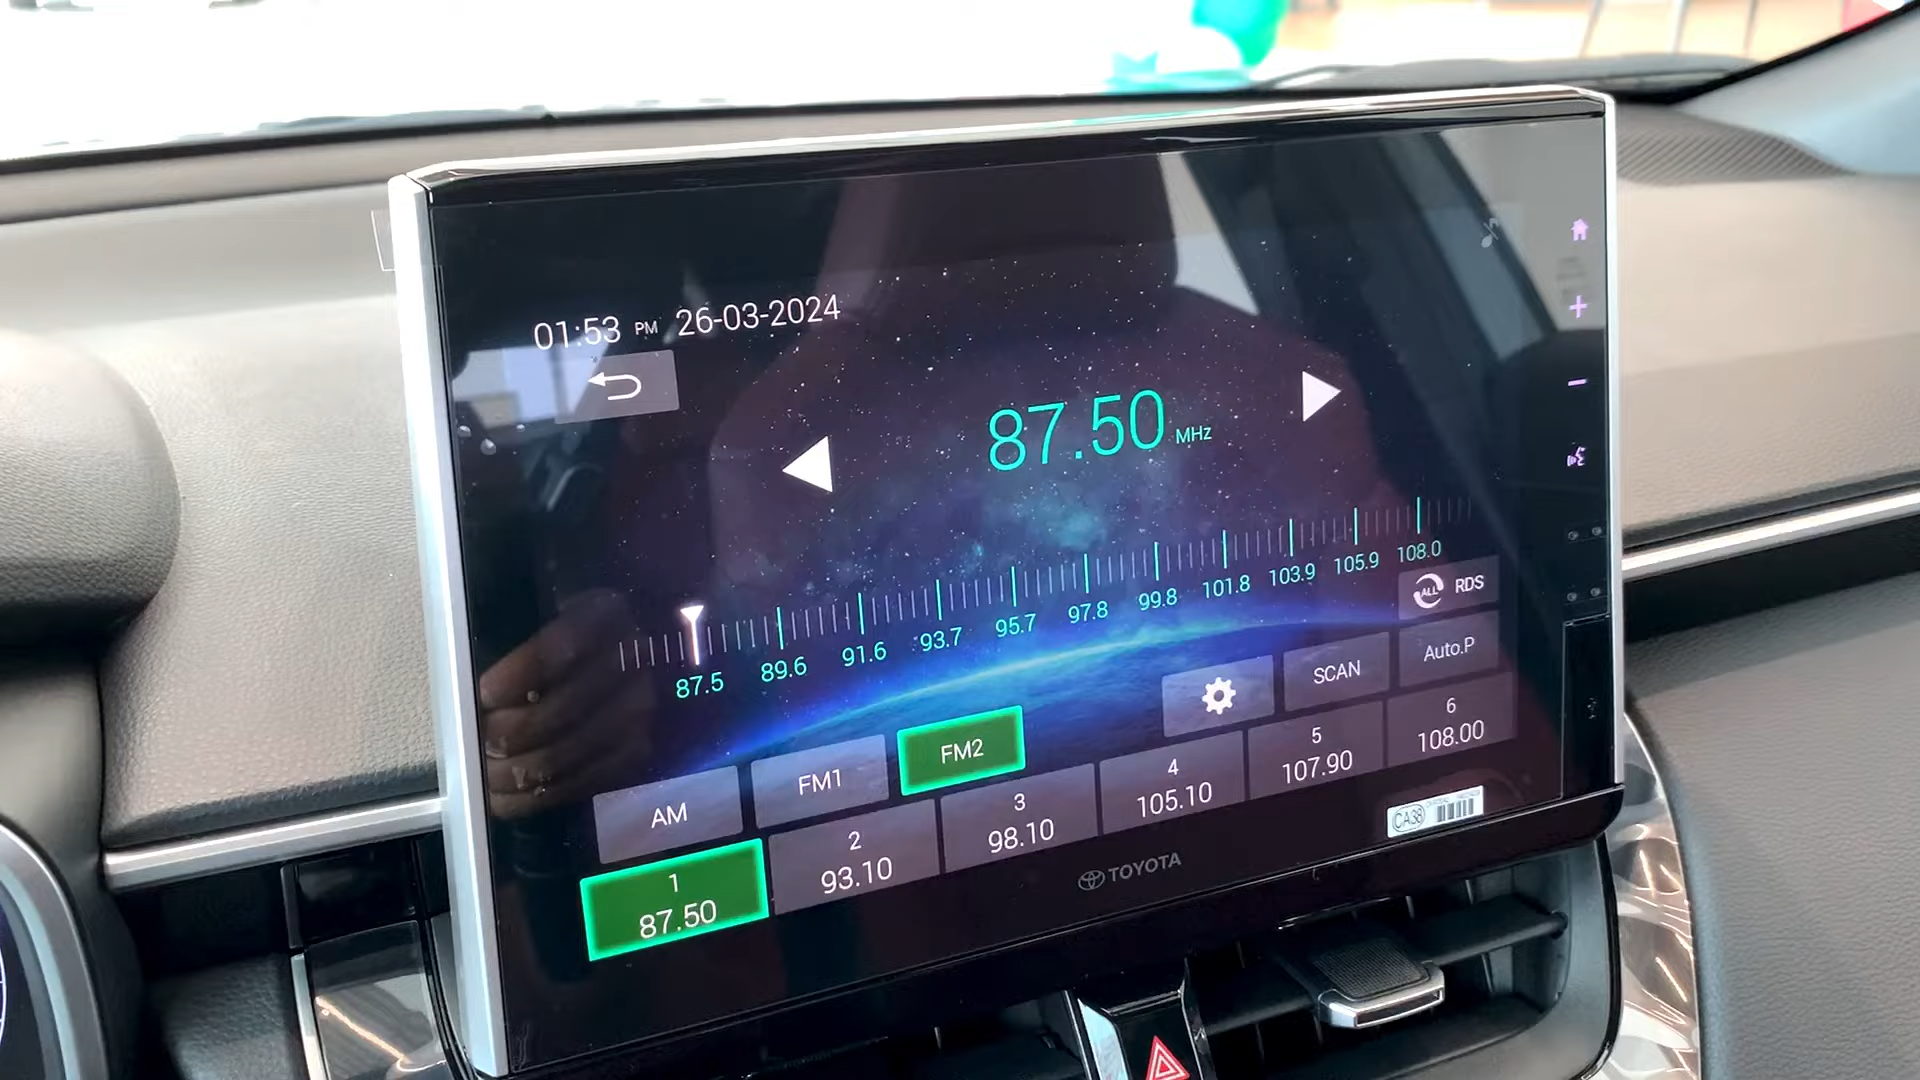 01:53 PM 26-03-2024
87.50 MHz
87.5 89.6 91.6 93.7 95.7 97.8 99.8 101.8 103.9 105.9 108.0
ALL RDS
SCAN Auto.P
AM FM1 FM2
1 2 3 4 5 6
87.50 93.10 98.10 105.10 107.90 108.00
TOYOTA
CA38